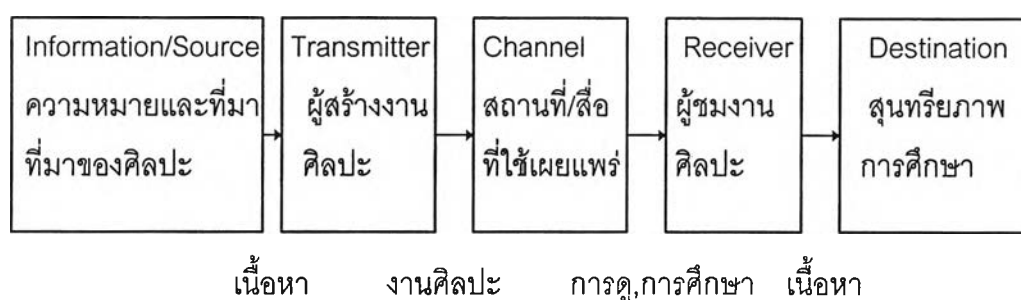 Information/Source
ความหมายและที่มา
ที่มาของศิลปะ
Transmitter
ผู้สร้างงาน
ศิลปะ
Channel
สถานที่/สื่อ
ที่ใช้เผยแพร่
Receiver
ผู้ชมงาน
ศิลปะ
Destination
สุนทรียภาพ
การศึกษา
เนื้อหา งานศิลปะ การดู,การศึกษา เนื้อหา